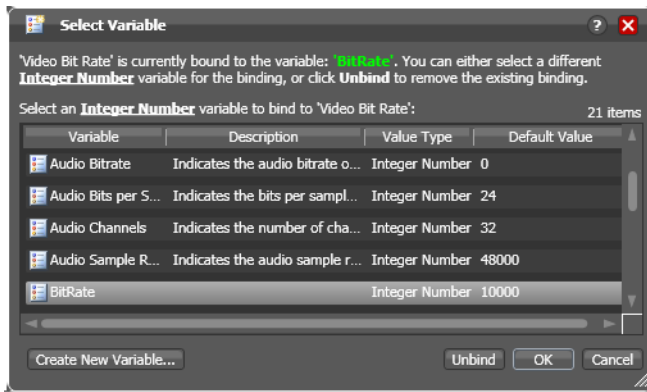 Select Variable
?
X
'Video Bit Rate' is currently bound to the variable: 'BitRate'. You can either select a different
Integer Number variable for the binding, or click Unbind to remove the existing binding.
Select an Integer Number variable to bind to 'Video Bit Rate':
21 items
Variable Description Value Type Default Value
Audio Bitrate Indicates the audio bitrate o... Integer Number 0
Audio Bits per S... Indicates the bits per sampl... Integer Number 24
Audio Channels Indicates the number of cha... Integer Number 32
Audio Sample R... Indicates the audio sample r... Integer Number 48000
BitRate Integer Number 10000
Create New Variable... Unbind OK Cancel